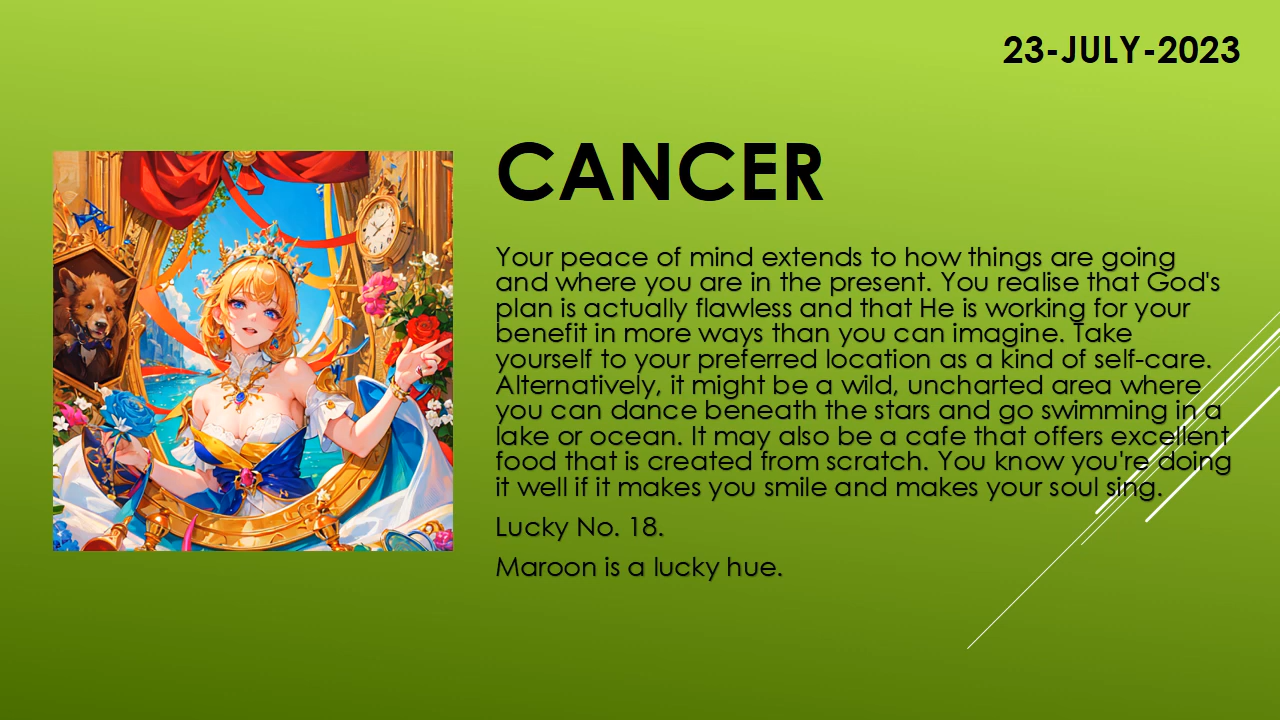 23-JULY-2023
CANCER
Your peace of mind extends to how things are going
and where you are in the present. You realise that God's
plan is actually flawless and that He is working for your
benefit in more ways than you can imagine. Take
yourself to your preferred location as a kind of self-care.
Alternatively, it might be a wild, uncharted area where
you can dance beneath the stars and go swimming in a
lake or ocean. It may also be a cafe that offers excellent
food that is created from scratch. You know you're doing
it well if it makes you smile and makes your soul sing.
Lucky No. 18.
Maroon is a lucky hue.